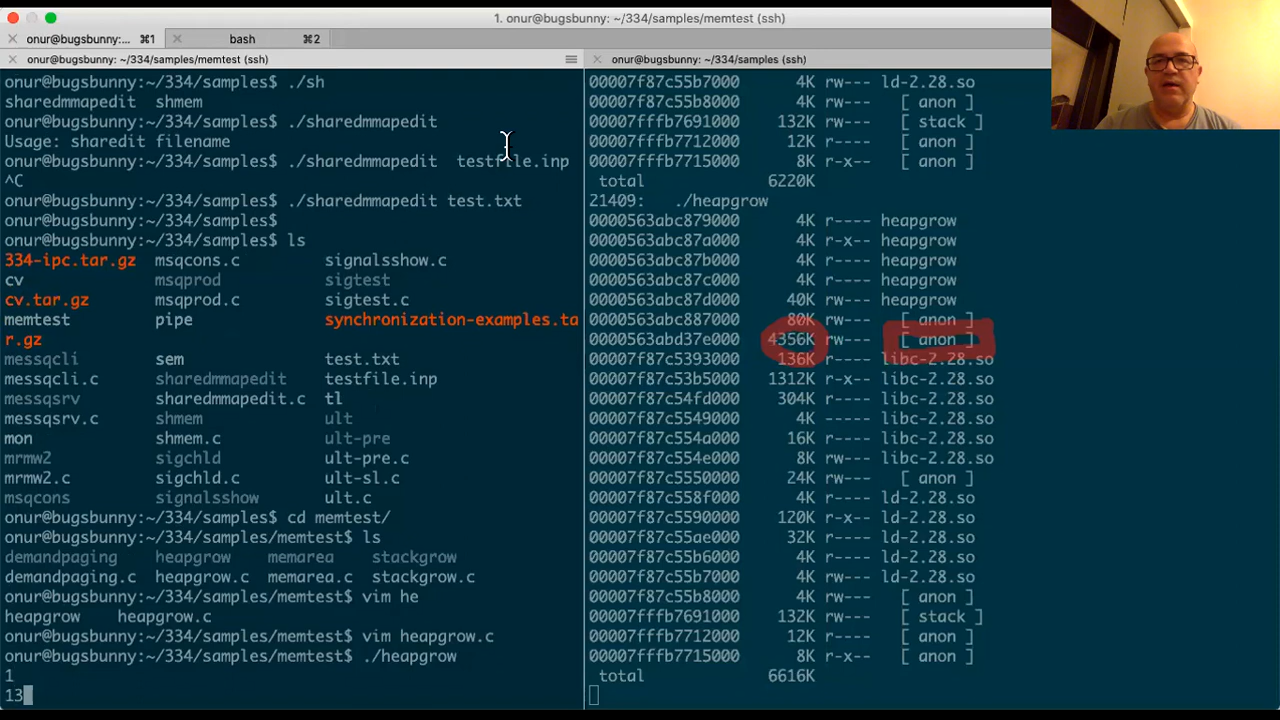 1. onur@bugsbunny: ~/334/samples/memtest (ssh)
onur@bugsbunny:... ⌘1 bash ⌘2
onur@bugsbunny:~/334/samples/memtest (ssh)
onur@bugsbunny:~/334/samples$ ./sh
sharedmmapedit shmem
onur@bugsbunny:~/334/samples$ ./sharedmmapedit
Usage: sharedit filename
onur@bugsbunny:~/334/samples$ ./sharedmmapedit testfile.inp
^C
onur@bugsbunny:~/334/samples$ ./sharedmmapedit test.txt
onur@bugsbunny:~/334/samples$
onur@bugsbunny:~/334/samples$ ls
334-ipc.tar.gz msqcons.c signalsshow.c
cv msqprod sigtest
cv.tar.gz msqprod.c sigtest.c
memtest pipe synchronization-examples.ta
r.gz
messqcli sem test.txt
messqcli.c sharedmmapedit testfile.inp
messqsrv sharedmmapedit.c tl
messqsrv.c shmem ult
mon shmem.c ult-pre
mrmw2 sigchld ult-pre.c
mrmw2.c sigchld.c ult-sl.c
msqcons signalsshow ult.c
onur@bugsbunny:~/334/samples$ cd memtest/
onur@bugsbunny:~/334/samples/memtest$ ls
demandpaging heapgrow memarea stackgrow
demandpaging.c heapgrow.c memarea.c stackgrow.c
onur@bugsbunny:~/334/samples/memtest$ vim he
heapgrow heapgrow.c
onur@bugsbunny:~/334/samples/memtest$ vim heapgrow.c
onur@bugsbunny:~/334/samples/memtest$ ./heapgrow
1
13
onur@bugsbunny:~/334/samples (ssh)
00007f87c55b7000 4K rw--- ld-2.28.so
00007f87c55b8000 4K rw--- [ anon ]
00007fffb7691000 132K rw--- [ stack ]
00007fffb7712000 12K r---- [ anon ]
00007fffb7715000 8K r-x-- [ anon ]
total 6220K
21409: ./heapgrow
0000563abc879000 4K r---- heapgrow
0000563abc87a000 4K r-x-- heapgrow
0000563abc87b000 4K r---- heapgrow
0000563abc87c000 4K r---- heapgrow
0000563abc87d000 40K rw--- heapgrow
0000563abc887000 80K rw--- [ anon ]
0000563abd37e000 4356K rw--- [ anon ]
00007f87c5393000 136K r---- libc-2.28.so
00007f87c53b5000 1312K r-x-- libc-2.28.so
00007f87c54fd000 304K r---- libc-2.28.so
00007f87c5549000 4K ----- libc-2.28.so
00007f87c554a000 16K r---- libc-2.28.so
00007f87c554e000 8K rw--- libc-2.28.so
00007f87c5550000 24K rw--- [ anon ]
00007f87c558f000 4K r---- ld-2.28.so
00007f87c5590000 120K r-x-- ld-2.28.so
00007f87c55ae000 32K r---- ld-2.28.so
00007f87c55b6000 4K r---- ld-2.28.so
00007f87c55b7000 4K rw--- ld-2.28.so
00007f87c55b8000 4K rw--- [ anon ]
00007fffb7691000 132K rw--- [ stack ]
00007fffb7712000 12K r---- [ anon ]
00007fffb7715000 8K r-x-- [ anon ]
total 6616K